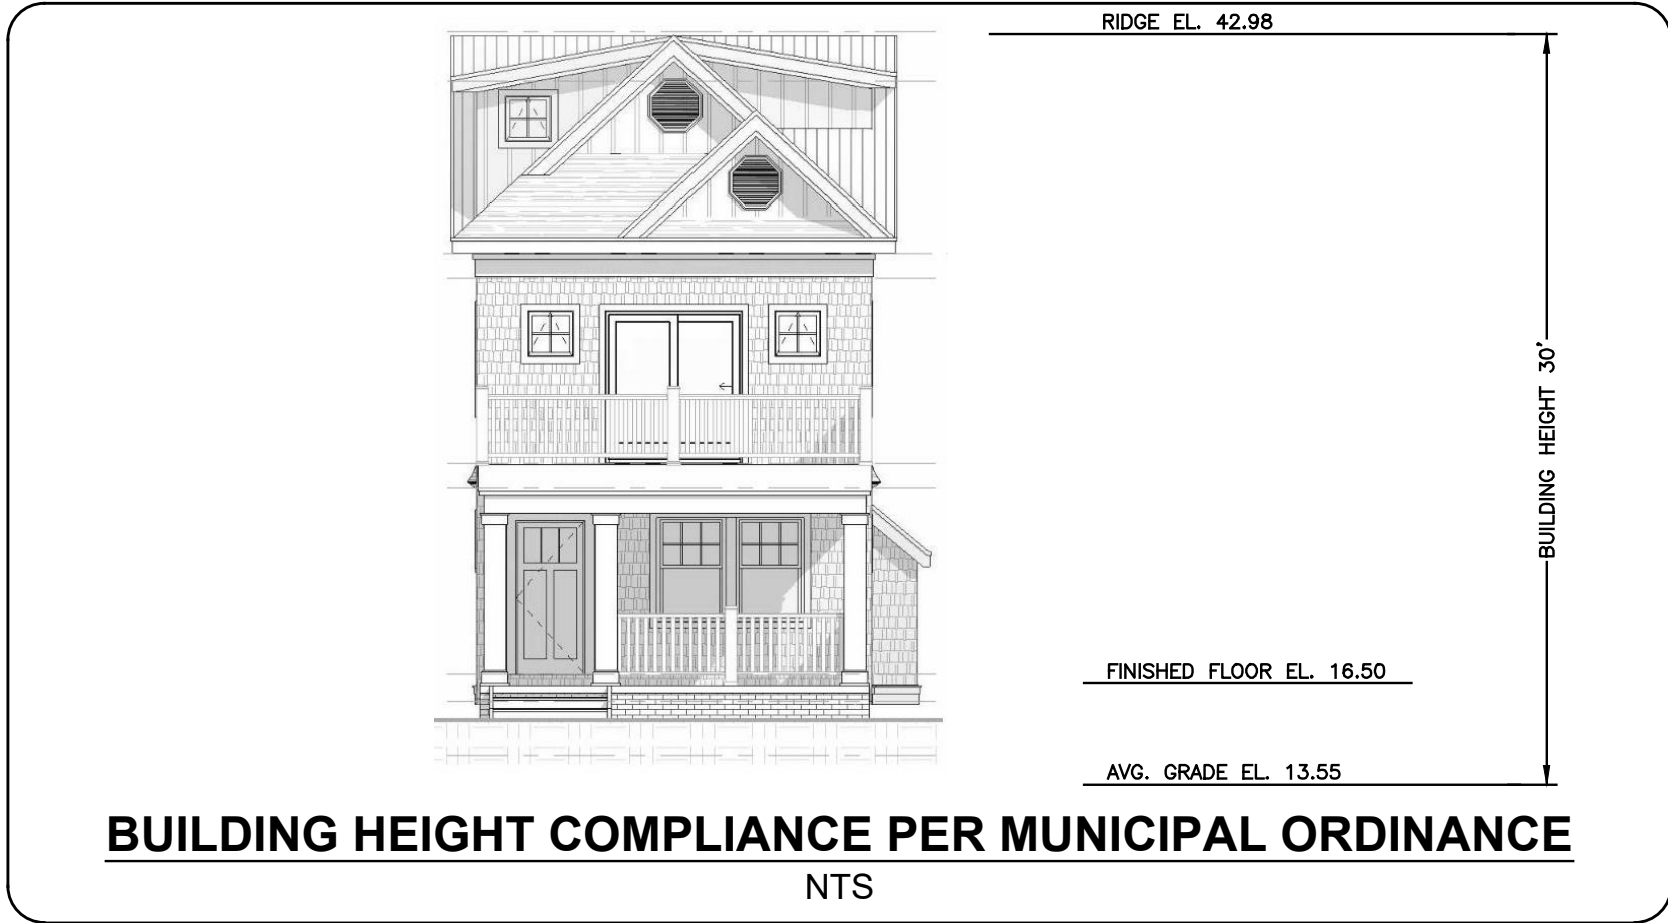 RIDGE EL. 42.98
BUILDING HEIGHT 30'
FINISHED FLOOR EL. 16.50
AVG. GRADE EL. 13.55
BUILDING HEIGHT COMPLIANCE PER MUNICIPAL ORDINANCE
NTS